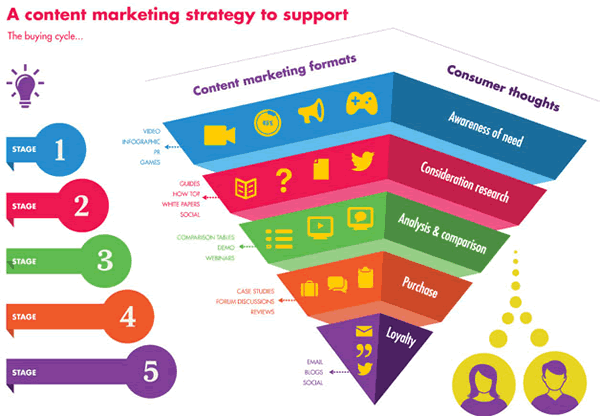 A content marketing strategy to support
The buying cycle...
Content marketing formats
Consumer thoughts
STAGE 1
VIDEO
INFOGRAPHIC
PR
GAMES
Awareness of need
STAGE 2
GUIDES
HOW TOP
WHITE PAPERS
SOCIAL
Consideration research
STAGE 3
COMPARISON TABLES
DEMO
WEBINARS
Analysis & comparison
STAGE 4
CASE STUDIES
FORUM DISCUSSIONS
REVIEWS
Purchase
STAGE 5
EMAIL
BLOGS
SOCIAL
Loyalty